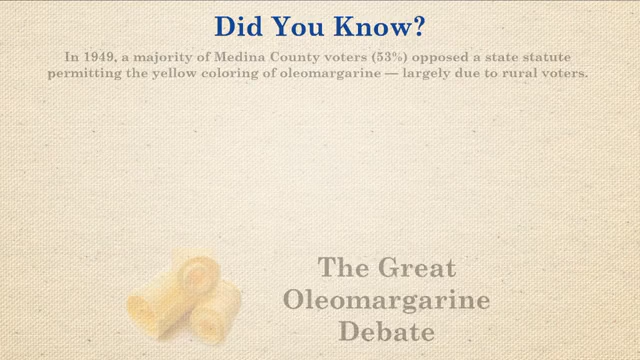 Did You Know?
In 1949, a majority of Medina County voters (53%) opposed a state statute
permitting the yellow coloring of oleomargarine — largely due to rural voters.
The Great
Oleomargarine
Debate